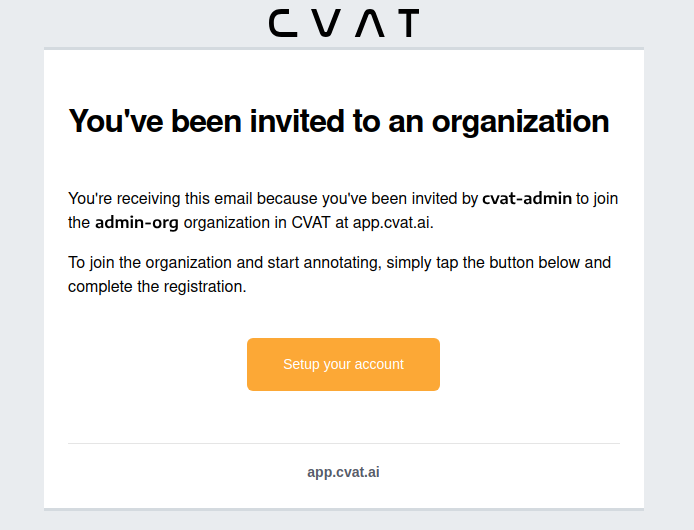 CVAT
You've been invited to an organization
You're receiving this email because you've been invited by cvat-admin to join
the admin-org organization in CVAT at app.cvat.ai.
To join the organization and start annotating, simply tap the button below and
complete the registration.
Setup your account
app.cvat.ai